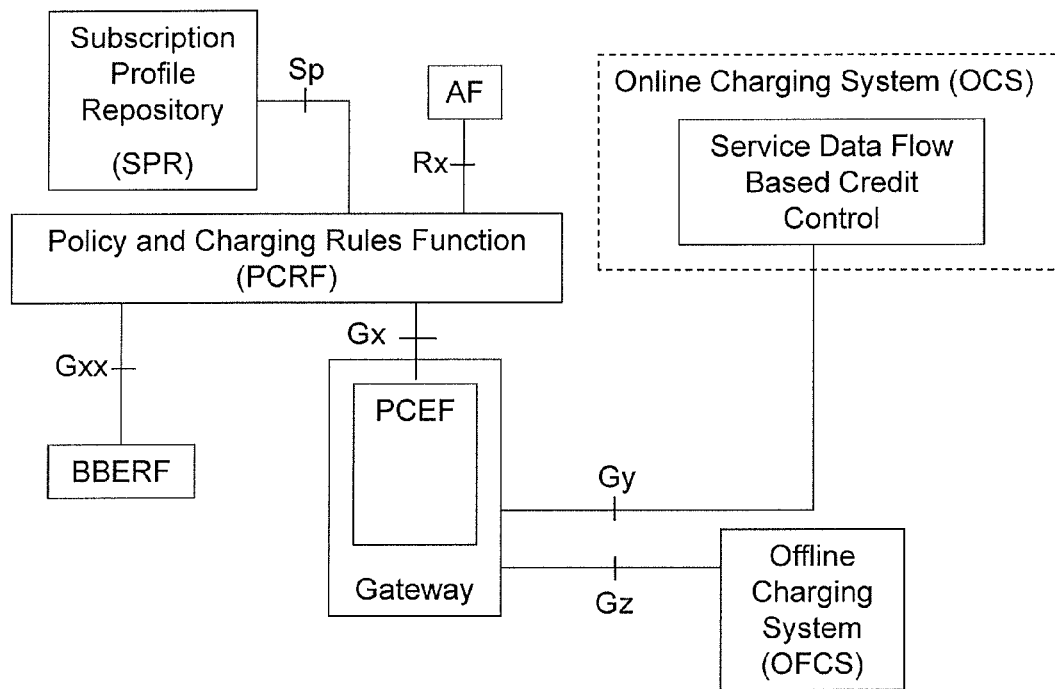 Subscription
Profile
Repository
(SPR)
Sp
AF
Rx
Online Charging System (OCS)
Service Data Flow
Based Credit
Control
Policy and Charging Rules Function
(PCRF)
Gxx
Gx
PCEF
BBERF
Gy
Gateway
Gz
Offline
Charging
System
(OFCS)